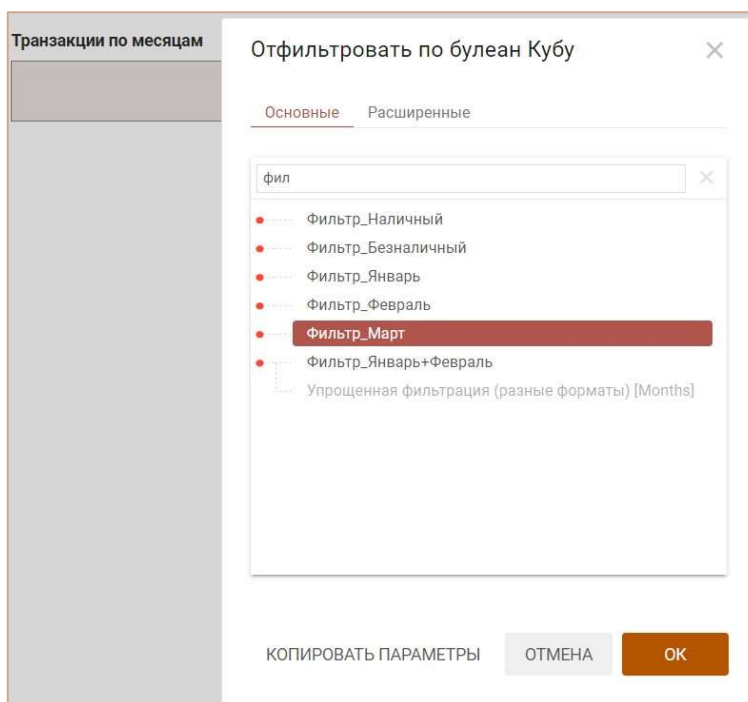 Транзакции по месяцам
Отфильтровать по булеан Кубу
Основные Расширенные
фил
Фильтр_Наличный
Фильтр_Безналичный
Фильтр_Январь
Фильтр_Февраль
Фильтр_Март
Фильтр_Январь+Февраль
Упрощенная фильтрация (разные форматы) [Months]
КОПИРОВАТЬ ПАРАМЕТРЫ ОТМЕНА ОК